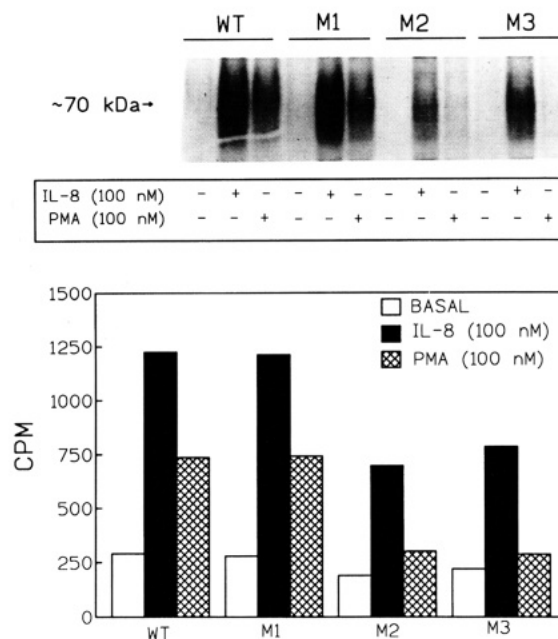 WT M1 M2 M3
~70 kDa→
IL-8 (100 nM) - + - - + - - + - - + -
PMA (100 nM) - - + - - + - - + - - +
1500
1250
1000
750
500
250
0
CPM
BASAL
IL-8 (100 nM)
PMA (100 nM)
WT M1 M2 M3